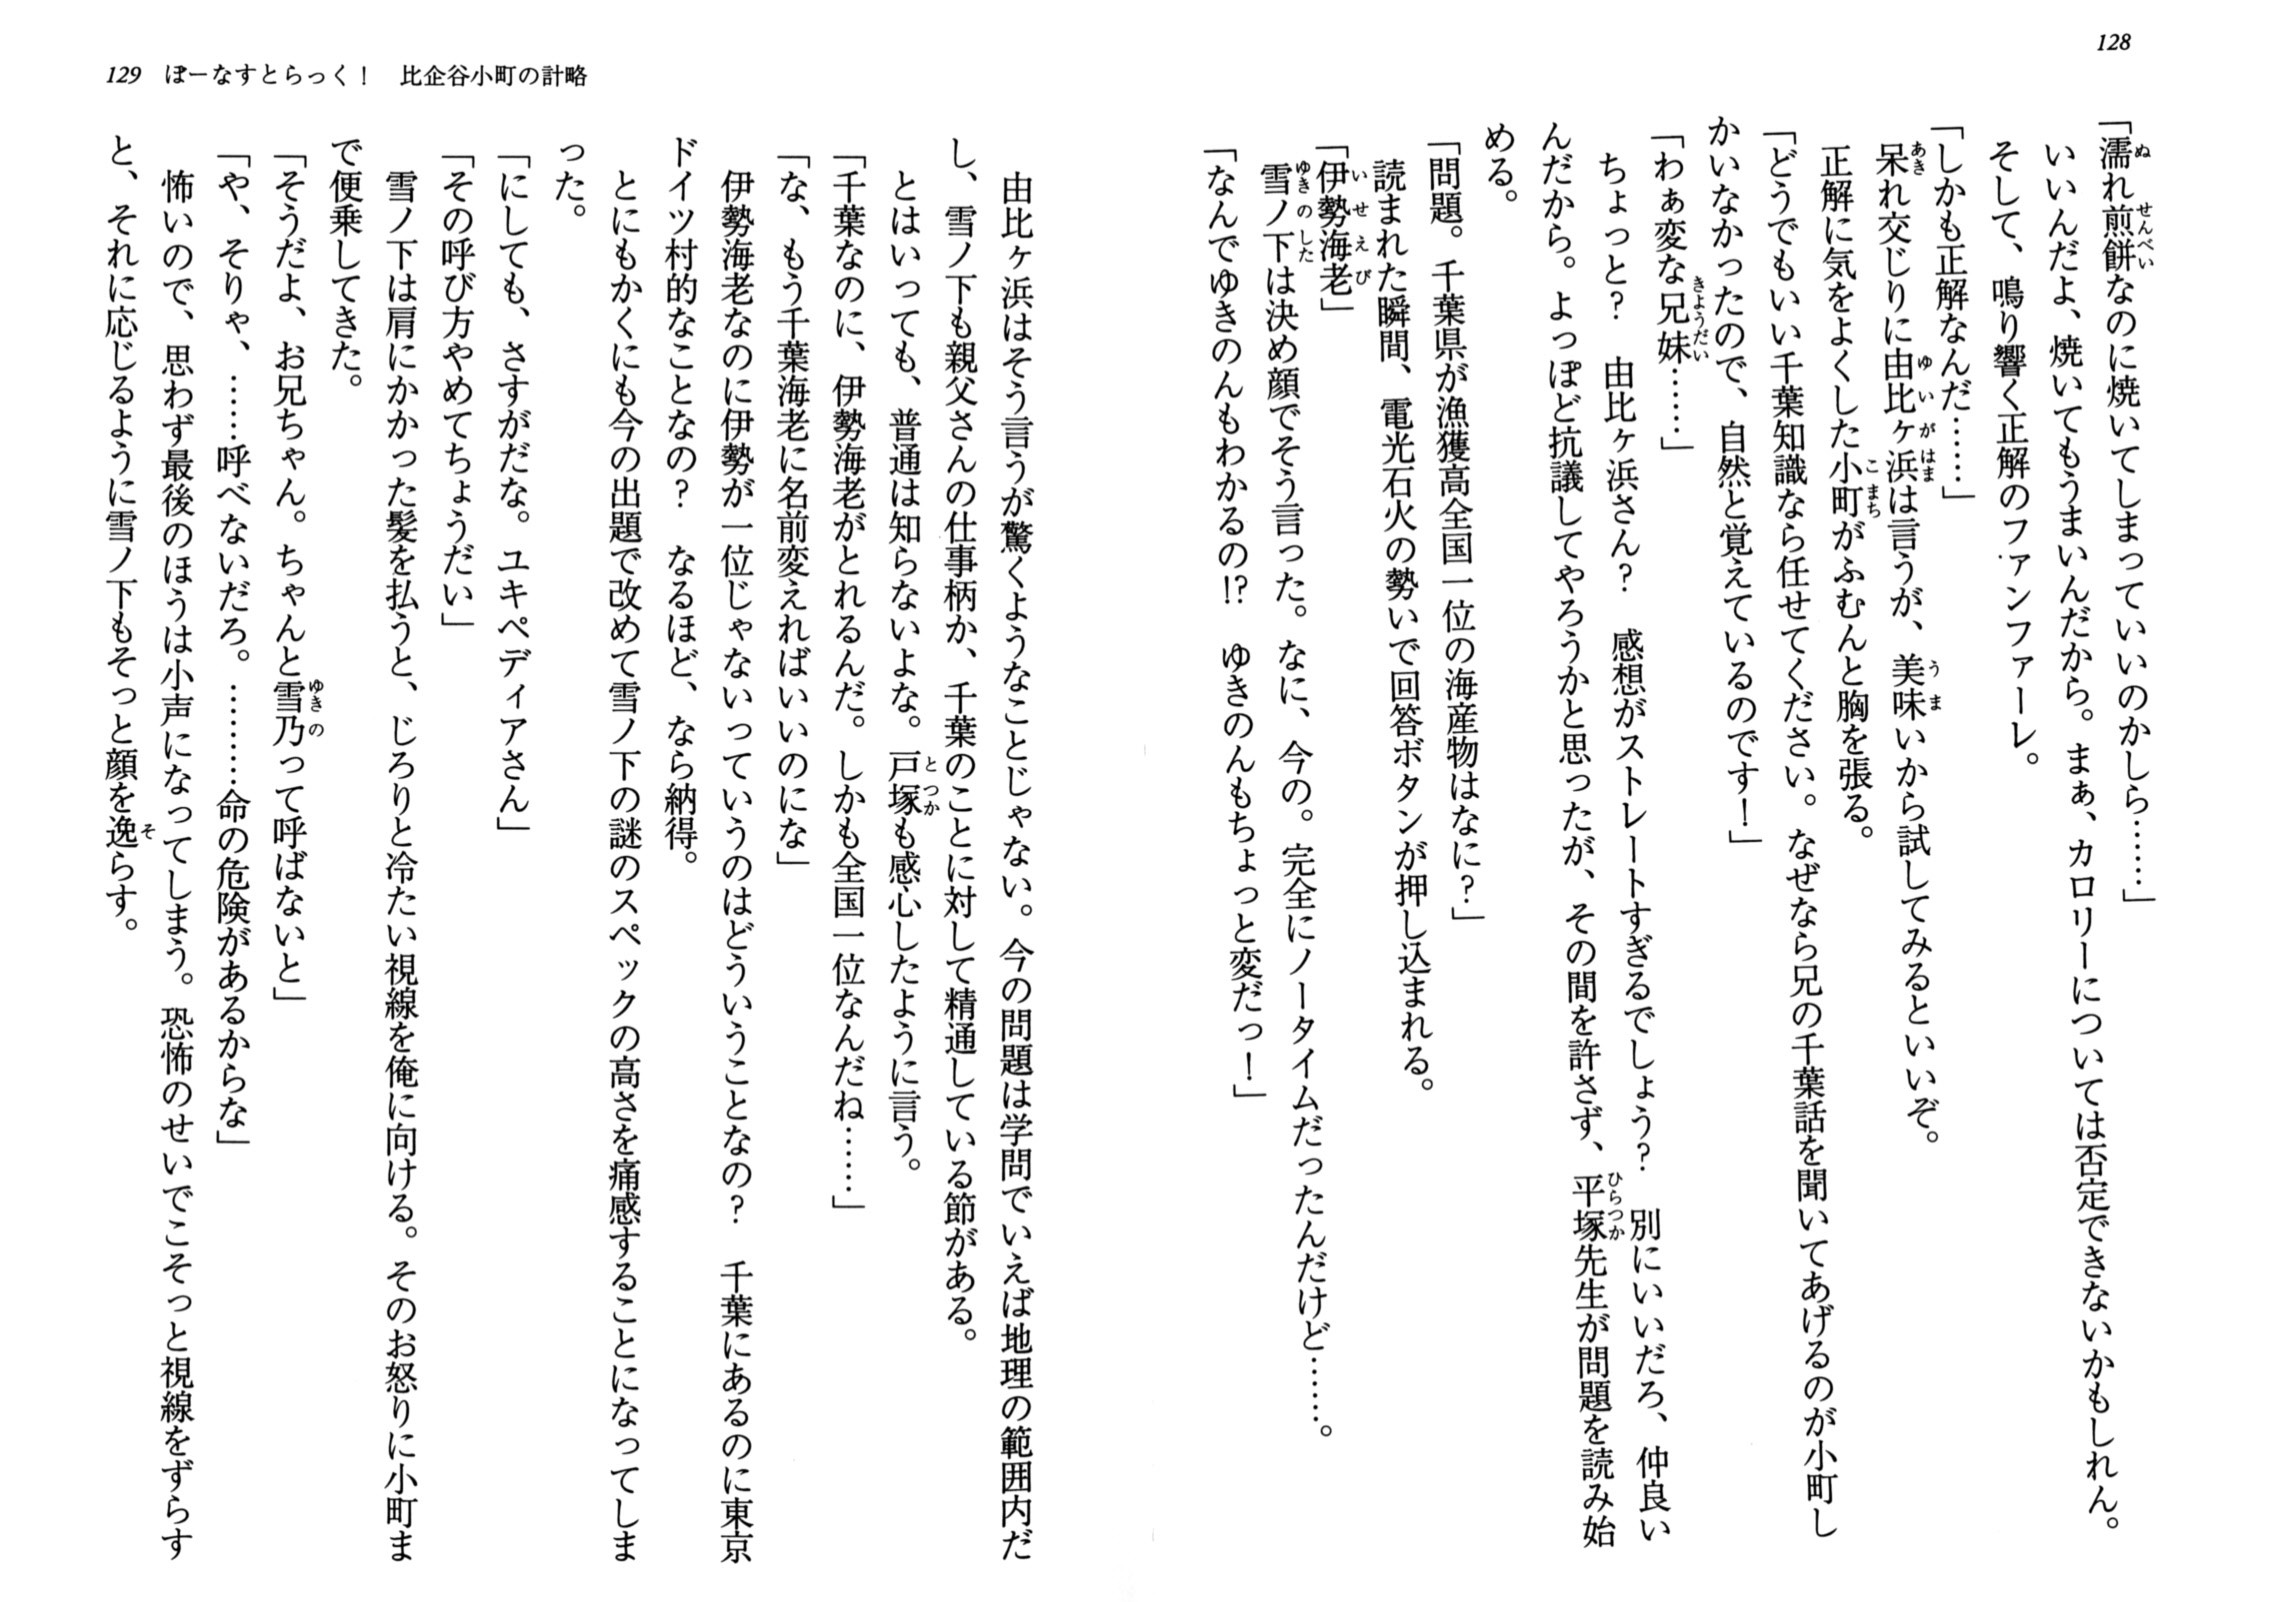 128
「濡れ煎餅なのに焼いてしまっていいのかしら……」
いいんだよ、焼いてもうまいんだから。まぁ、カロリーについては否定できないかもしれん。
そして、鳴り響く正解のファンファーレ。
「しかも正解なんだ……」
呆れ交じりに由比ヶ浜は言うが、美味いから試してみるといいぞ。
正解に気をよくした小町がふむんと胸を張る。
「どうでもいい千葉知識なら任せてください。なぜなら兄の千葉話を聞いてあげるのが小町し
かいなかったので、自然と覚えているのです！」
「わぁ変な兄妹……」
ちょっと？　由比ヶ浜さん？　感想がストレートすぎるでしょう？　別にいいだろ、仲良い
んだから。よっぽど抗議してやろうかと思ったが、その間を許さず、平塚先生が問題を読み始
める。
「問題。千葉県が漁獲高全国一位の海産物はなに？」
読まれた瞬間、電光石火の勢いで回答ボタンが押し込まれる。
「伊勢海老」
雪ノ下は決め顔でそう言った。なに、今の。完全にノータイムだったんだけど……。
「なんでゆきのんもわかるの!?　ゆきのんもちょっと変だっ！」
129　ぼーなすとらっく！　比企谷小町の計略
由比ヶ浜はそう言うが驚くようなことじゃない。今の問題は学問でいえば地理の範囲内だ
し、雪ノ下も親父さんの仕事柄か、千葉のことに対して精通している節がある。
とはいっても、普通は知らないよな。戸塚も感心したように言う。
「千葉なのに、伊勢海老がとれるんだ。しかも全国一位なんだね……」
「な、もう千葉海老に名前変えればいいのにな」
伊勢海老なのに伊勢が一位じゃないっていうのはどういうことなの？　千葉にあるのに東京
ドイツ村的なことなの？　なるほど、なら納得。
とにもかくにも今の出題で改めて雪ノ下の謎のスペックの高さを痛感することになってしま
った。
「にしても、さすがだな。ユキペディアさん」
「その呼び方やめてちょうだい」
雪ノ下は肩にかかった髪を払うと、じろりと冷たい視線を俺に向ける。そのお怒りに小町ま
で便乗してきた。
「そうだよ、お兄ちゃん。ちゃんと雪乃って呼ばないと」
「や、そりゃ、……呼べないだろ。………命の危険があるからな」
怖いので、思わず最後のほうは小声になってしまう。恐怖のせいでこそっと視線をずらす
と、それに応じるように雪ノ下もそっと顔を逸らす。